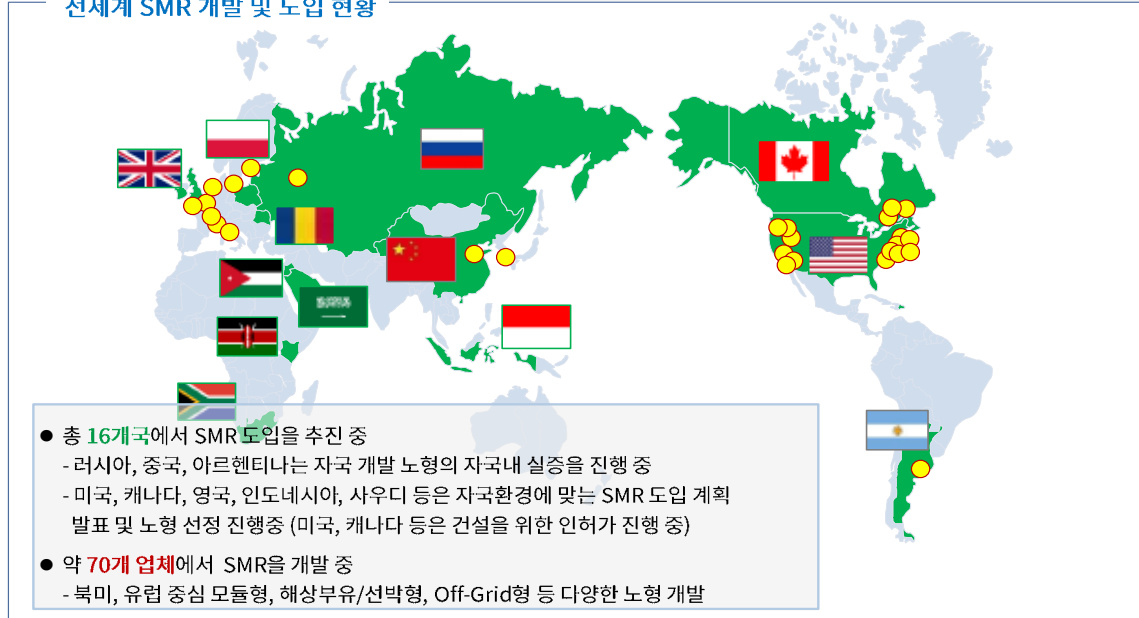 전세계 SMR 개발 및 도입 현황
● 총 16개국에서 SMR 도입을 추진 중
- 러시아, 중국, 아르헨티나는 자국 개발 노형의 자국내 실증을 진행 중
- 미국, 캐나다, 영국, 인도네시아, 사우디 등은 자국환경에 맞는 SMR 도입 계획
발표 및 노형 선정 진행중 (미국, 캐나다 등은 건설을 위한 인허가 진행 중)
● 약 70개 업체에서 SMR을 개발 중
- 북미, 유럽 중심 모듈형, 해상부유/선박형, Off-Grid형 등 다양한 노형 개발